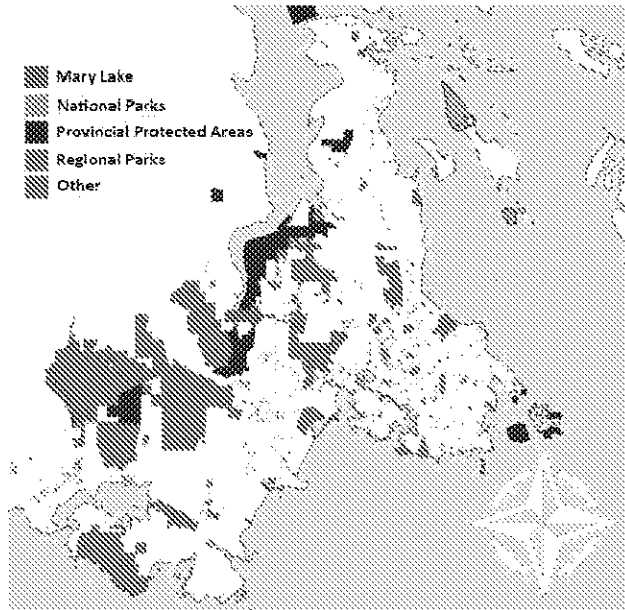 Mary Lake
National Parks
Provincial Protected Areas
Regional Parks
Other